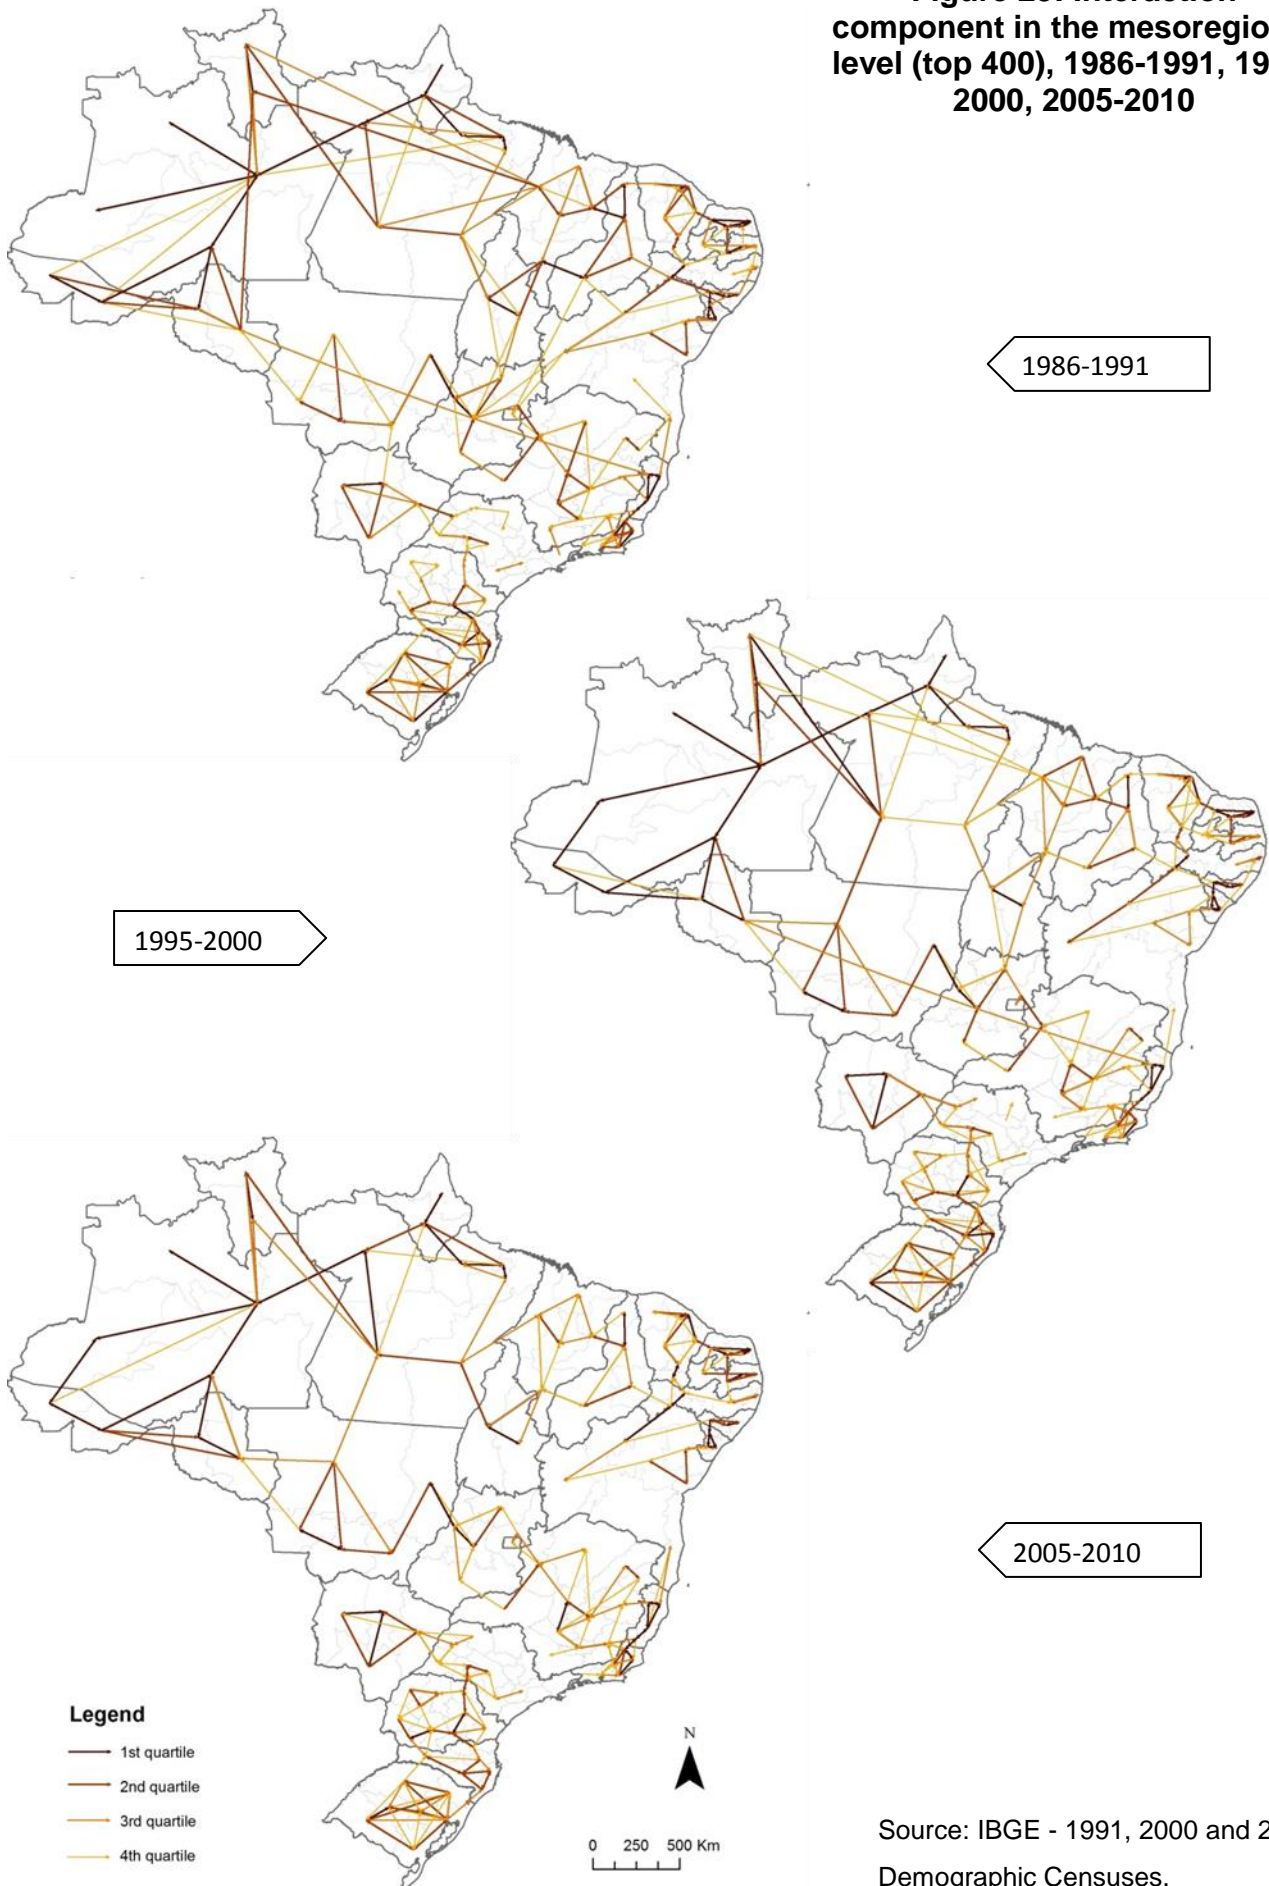 component in the mesoregio
level (top 400), 1986-1991, 19
2000, 2005-2010
1986-1991
1995-2000
2005-2010
Legend
1st quartile
2nd quartile
3rd quartile
4th quartile
N
0 250 500 Km
Source: IBGE - 1991, 2000 and 2
Demographic Censuses.